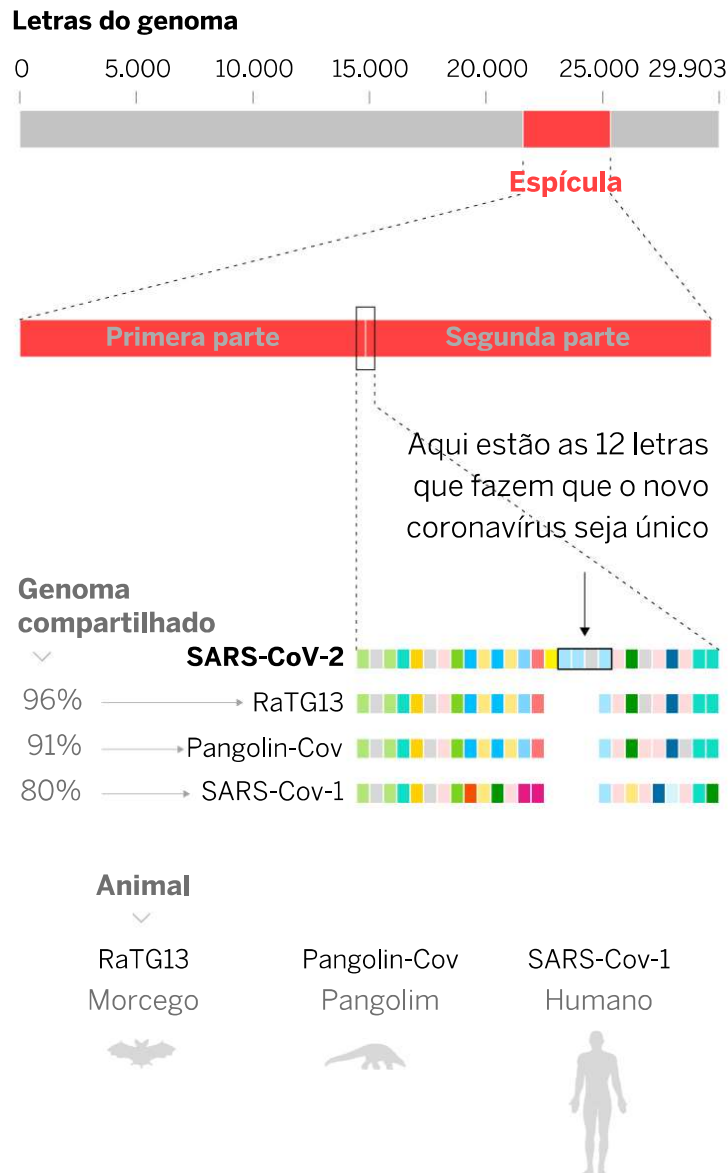 Letras do genoma
0 5.000 10.000 15.000 20.000 25.000 29.903
Espícula
Primera parte Segunda parte
Aqui estão as 12 letras
que fazem que o novo
coronavírus seja único
Genoma
compartilhado
SARS-CoV-2
96% RaTG13
91% Pangolin-Cov
80% SARS-Cov-1
Animal
RaTG13 Pangolin-Cov SARS-Cov-1
Morcego Pangolim Humano